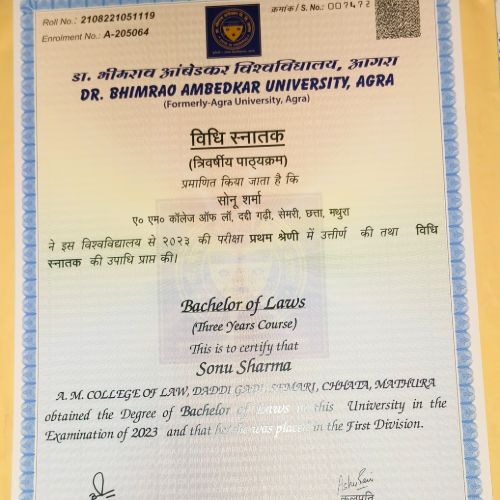 Roll No.: 2108221051119
Enrolment No.: A-205064
क्रमांक / S. No.:
डा. भीमराव आंबेडकर विश्वविद्यालय, आगरा
DR. BHIMRAO AMBEDKAR UNIVERSITY, AGRA
(Formerly-Agra University, Agra)
विधि स्नातक
(त्रिवर्षीय पाठ्यक्रम)
प्रमाणित किया जाता है कि
सोनू शर्मा
ए० एम० कॉलेज ऑफ लॉ, ददी गढ़ी, सेमरी, छत्ता, मथुरा
ने इस विश्वविद्यालय से २०२३ की परीक्षा प्रथम श्रेणी में उत्तीर्ण की तथा विधि
स्नातक की उपाधि प्राप्त की।
Bachelor of Laws
(Three Years Course)
This is to certify that
Sonu Sharma
A. M. COLLEGE OF LAW, DADDI GADI, SEMARI, CHHATA, MATHURA
obtained the Degree of Bachelor of Laws in this University in the
Examination of 2023 and that he/she was placed in the First Division.
कुलपति